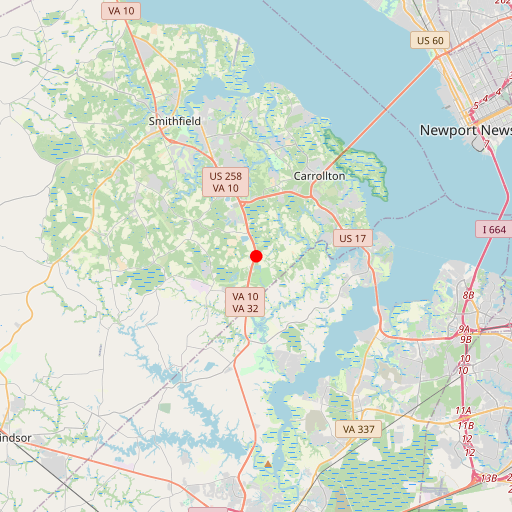 VA 10
US 60
5-4
4
Smithfield
Newport News
US 258
VA 10
Carrollton
I 664
US 17
VA 10
VA 32
8B
9A
9B
10
10
11A
11B
VA 337
12
12
indsor
13B